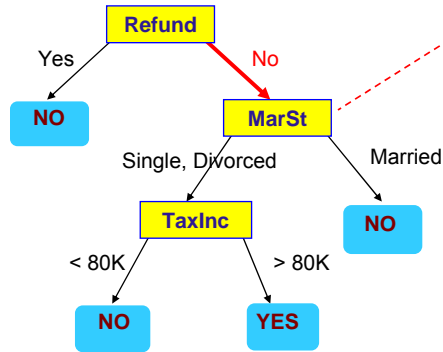 Refund
Yes
No
NO
MarSt
Single, Divorced
Married
TaxInc
NO
< 80K
> 80K
NO
YES